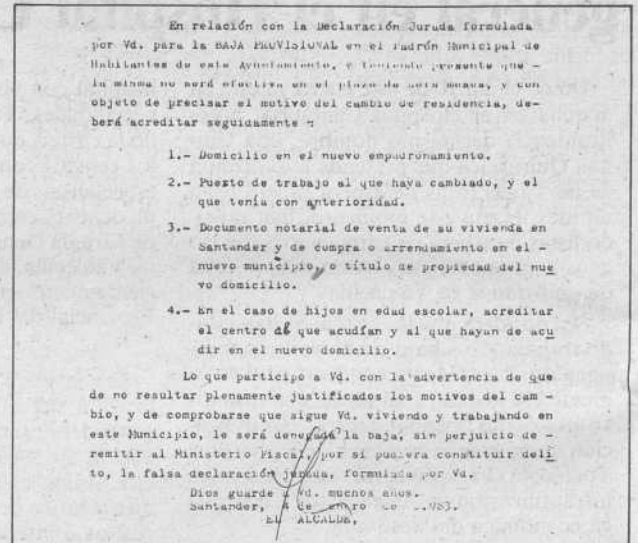 En relación con la Declaración Jurada formulada
por Vd. para la BAJA PROVISIONAL en el Padrón Municipal de
Habitantes de este Ayuntamiento, y teniendo presente que -
la misma no será efectiva en el plazo de seis meses, y con
objeto de precisar el motivo del cambio de residencia, de-
berá acreditar seguidamente :
1.- Domicilio en el nuevo empadronamiento.
2.- Puesto de trabajo al que haya cambiado, y el
que tenía con anterioridad.
3.- Documento notarial de venta de su vivienda en
Santander y de compra o arrendamiento en el -
nuevo municipio, o título de propiedad del nue
vo domicilio.
4.- En el caso de hijos en edad escolar, acreditar
el centro al que acudían y al que hayan de acu
dir en el nuevo domicilio.
Lo que participo a Vd. con la advertencia de que
de no resultar plenamente justificados los motivos del cam -
bio, y de comprobarse que sigue Vd. viviendo y trabajando en
este Municipio, le será denegada la baja, sin perjuicio de -
remitir al Ministerio Fiscal, por si pudiera constituir deli
to, la falsa declaración jurada, formulada por Vd.
Dios guarde a Vd. muchos años.
Santander, 4 de enero de 1983.
EL ALCALDE,